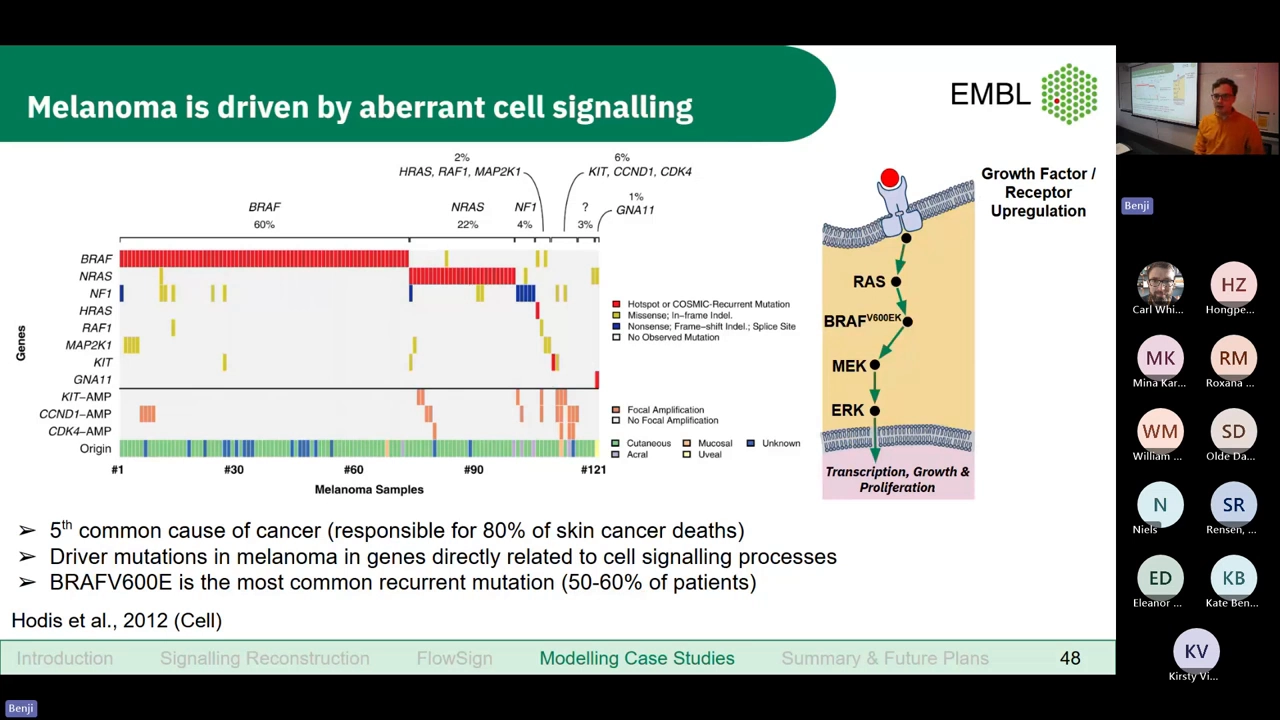 Melanoma is driven by aberrant cell signalling
EMBL
2%
HRAS, RAF1, MAP2K1
6%
KIT, CCND1, CDK4
1%
GNA11
BRAF
60%
NRAS
22%
NF1
4%
?
3%
Genes
BRAF
NRAS
NF1
HRAS
RAF1
MAP2K1
KIT
GNA11
KIT-AMP
CCND1-AMP
CDK4-AMP
Origin
#1
#30
#60
#90
#121
Melanoma Samples
Hotspot or COSMIC-Recurrent Mutation
Missense; In-frame Indel.
Nonsense; Frame-shift Indel.; Splice Site
No Observed Mutation
Focal Amplification
No Focal Amplification
Cutaneous
Mucosal
Unknown
Acral
Uveal
Growth Factor /
Receptor
Upregulation
RAS
BRAFV600EK
MEK
ERK
Transcription, Growth &
Proliferation
➢ 5th common cause of cancer (responsible for 80% of skin cancer deaths)
➢ Driver mutations in melanoma in genes directly related to cell signalling processes
➢ BRAFV600E is the most common recurrent mutation (50-60% of patients)
Hodis et al., 2012 (Cell)
Introduction
Signalling Reconstruction
FlowSign
Modelling Case Studies
Summary & Future Plans
48
Benji
Benji
Carl Whi...
HZ
Hongpe...
MK
Mina Kar...
RM
Roxana ...
WM
William ...
SD
Olde Da...
N
Niels
SR
Rensen, ...
ED
Eleanor ...
KB
Kate Ben...
KV
Kirsty Vi...